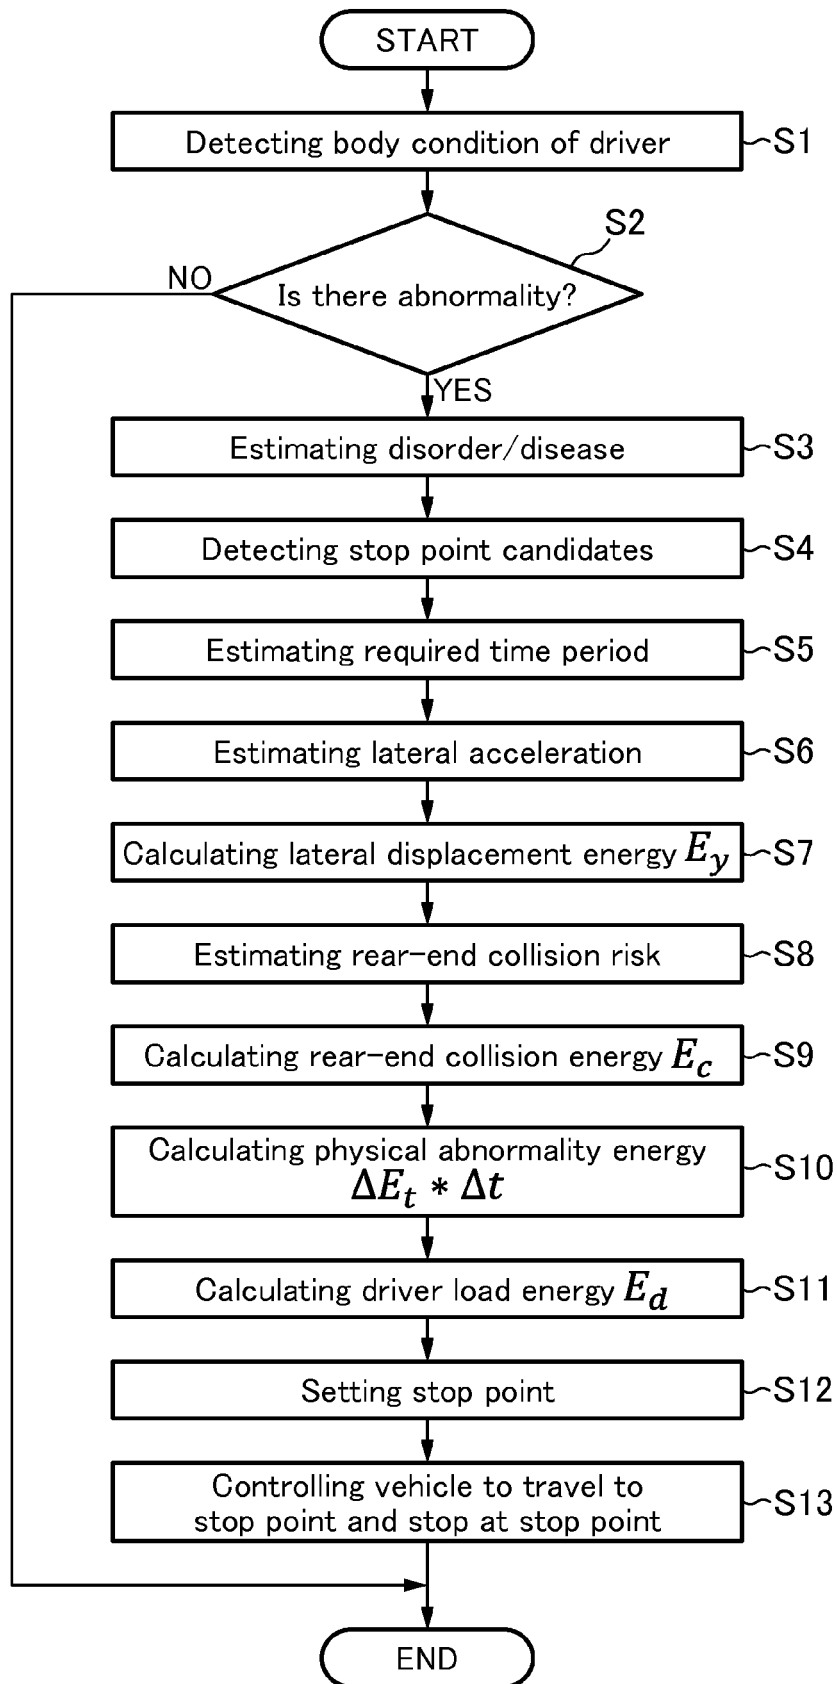 START
Detecting body condition of driver
S1
S2
NO
Is there abnormality?
YES
Estimating disorder/disease
S3
Detecting stop point candidates
S4
Estimating required time period
S5
Estimating lateral acceleration
S6
Calculating lateral displacement energy E_y
S7
Estimating rear-end collision risk
S8
Calculating rear-end collision energy E_c
S9
Calculating physical abnormality energy
ΔE_t * Δt
S10
Calculating driver load energy E_d
S11
Setting stop point
S12
Controlling vehicle to travel to
stop point and stop at stop point
S13
END